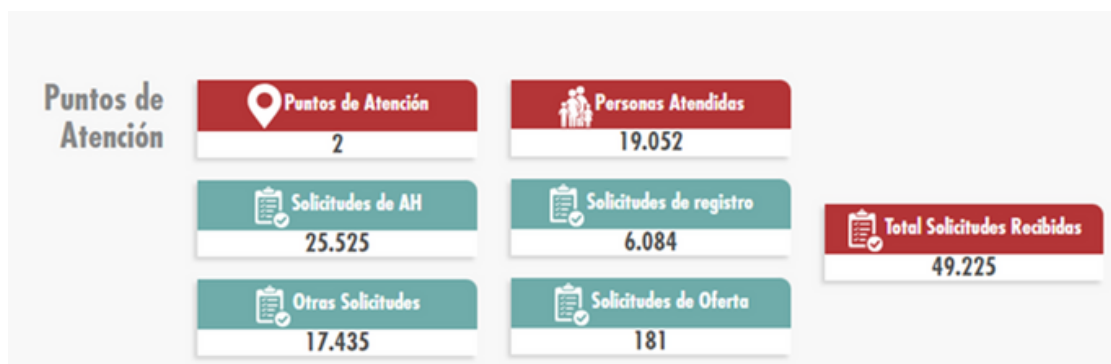 Puntos de
Atención
Puntos de Atención
2
Personas Atendidas
19.052
Solicitudes de AH
25.525
Solicitudes de registro
6.084
Total Solicitudes Recibidas
49.225
Otras Solicitudes
17.435
Solicitudes de Oferta
181